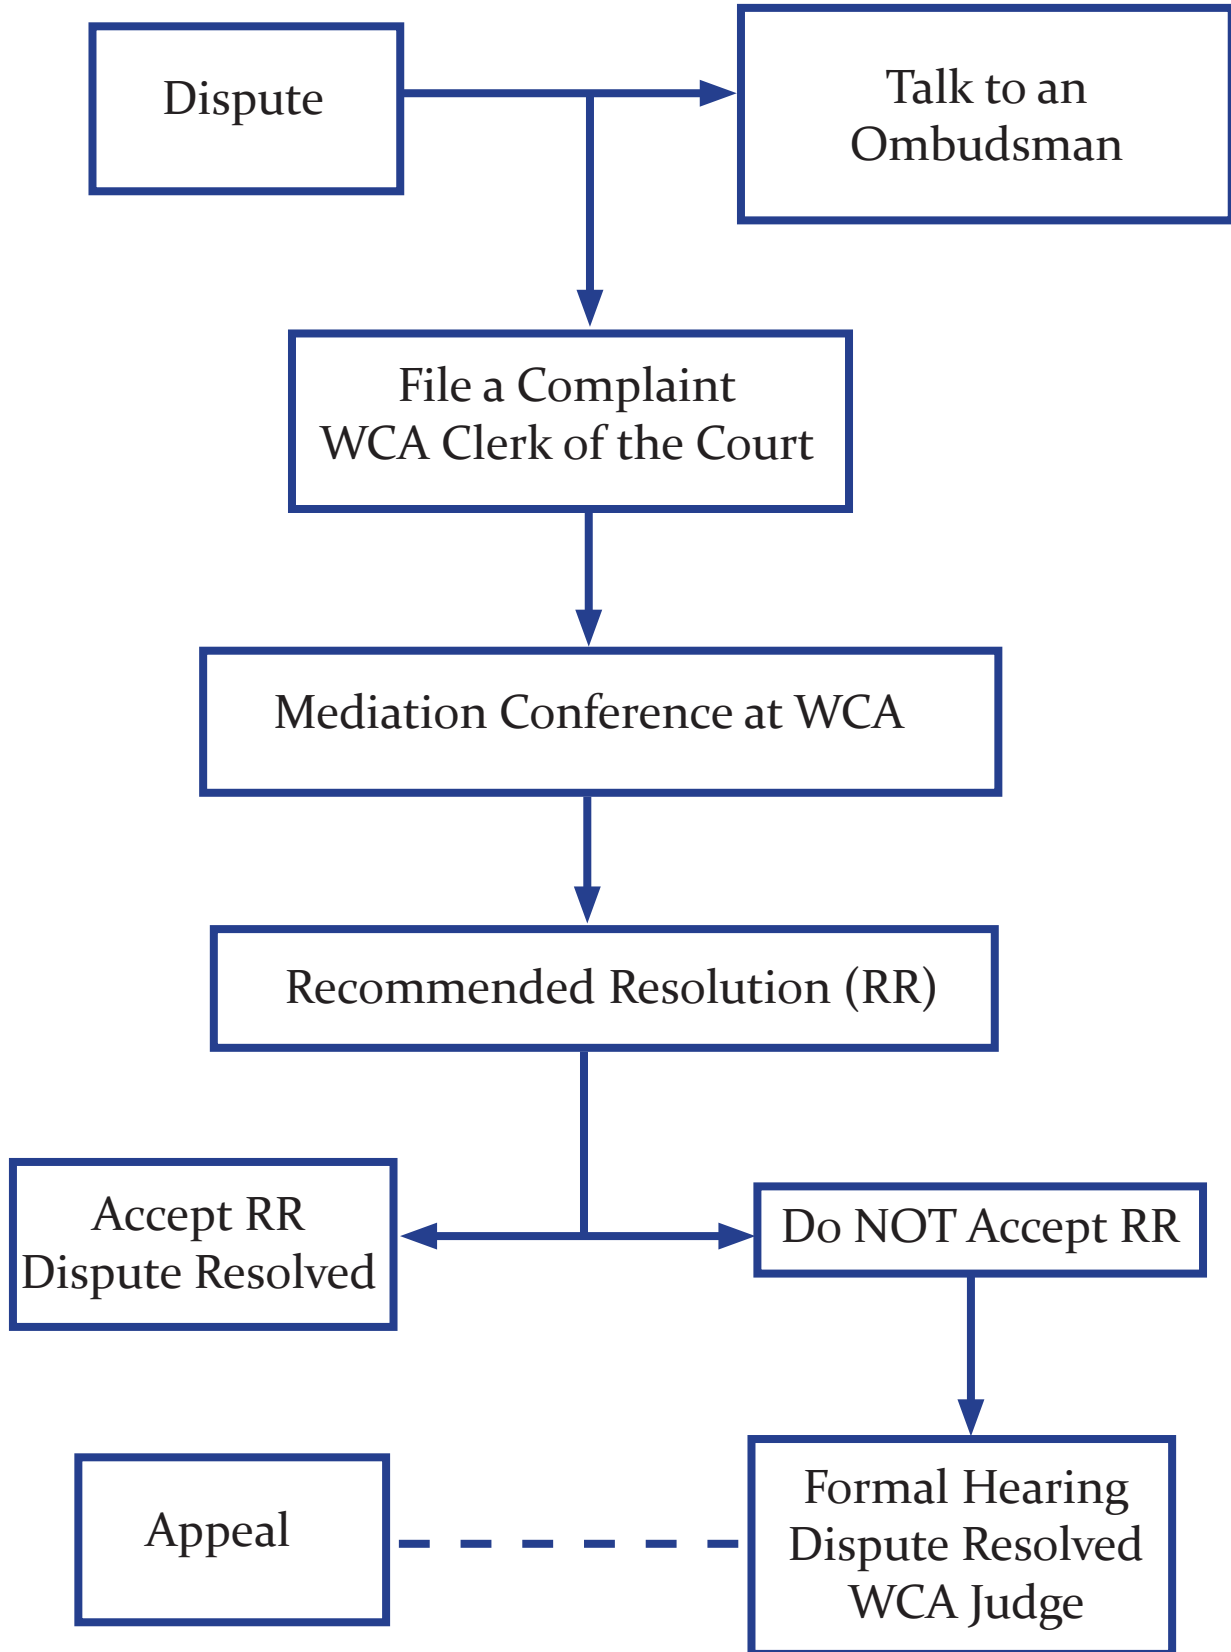 Dispute
Talk to an
Ombudsman
File a Complaint
WCA Clerk of the Court
Mediation Conference at WCA
Recommended Resolution (RR)
Accept RR
Dispute Resolved
Do NOT Accept RR
Appeal
Formal Hearing
Dispute Resolved
WCA Judge